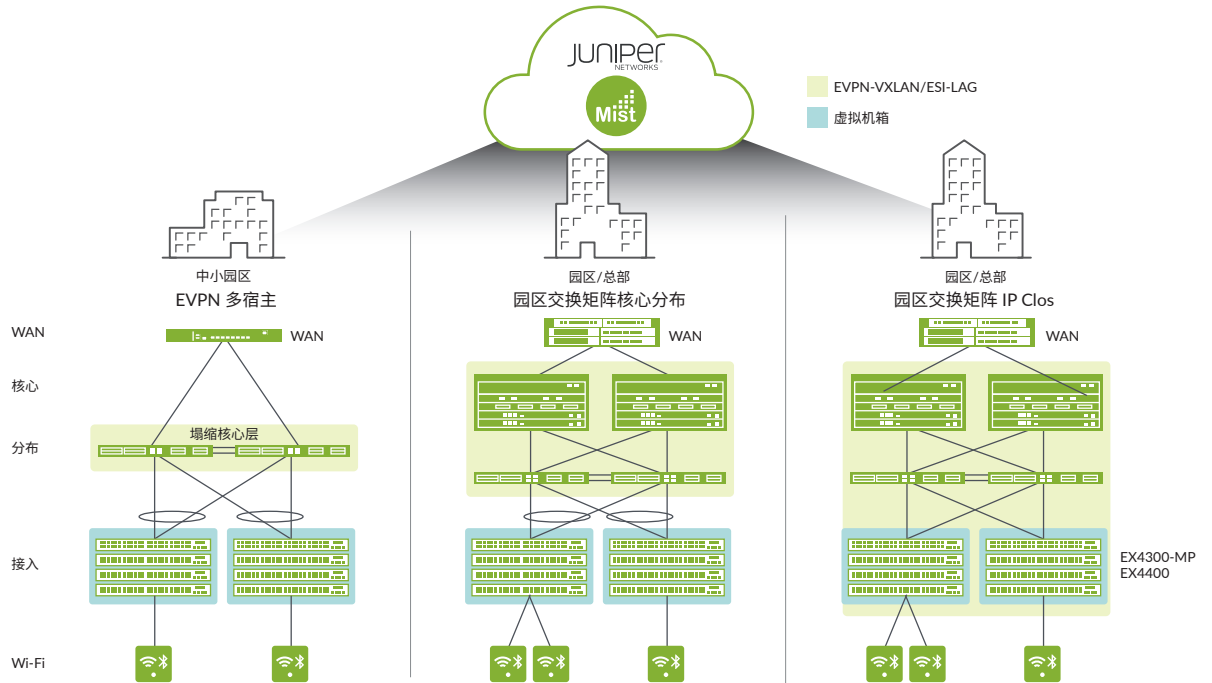 JUNIPER
NETWORKS
Mist
EVPN-VXLAN/ESI-LAG
虚拟机箱
中小园区
EVPN 多宿主
园区/总部
园区交换矩阵核心分布
园区/总部
园区交换矩阵 IP Clos
WAN
WAN
WAN
WAN
核心
分布
塌缩核心层
接入
EX4300-MP
EX4400
Wi-Fi